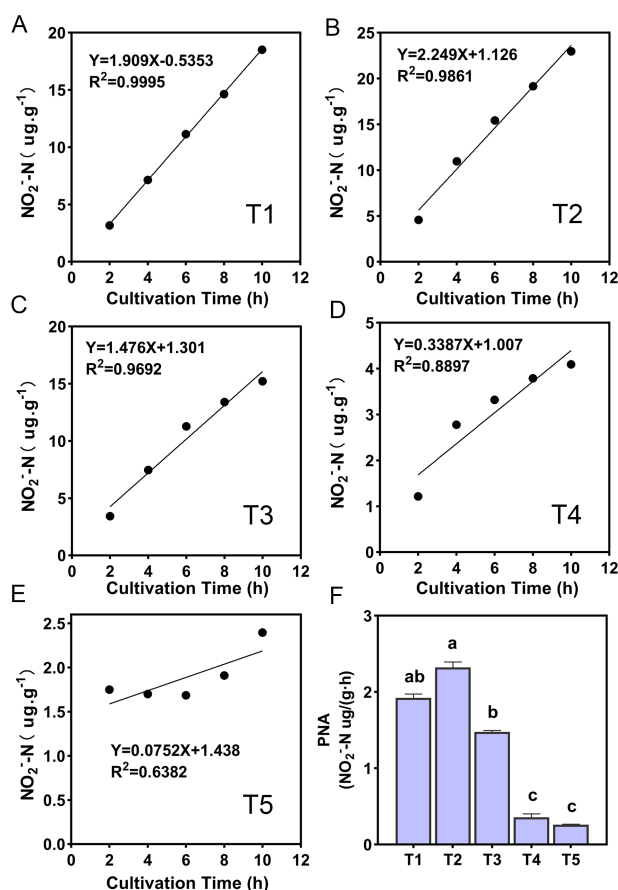 A
20
15
10
5
0
NO₂⁻-N( ug.g⁻¹)
Y=1.909X-0.5353
R²=0.9995
T1
0 2 4 6 8 10 12
Cultivation Time (h)
B
25
20
15
10
5
0
NO₂⁻-N( ug.g⁻¹)
Y=2.249X+1.126
R²=0.9861
T2
0 2 4 6 8 10 12
Cultivation Time (h)
C
20
15
10
5
0
NO₂⁻-N( ug.g⁻¹)
Y=1.476X+1.301
R²=0.9692
T3
0 2 4 6 8 10 12
Cultivation Time (h)
D
5
4
3
2
1
0
NO₂⁻-N( ug.g⁻¹)
Y=0.3387X+1.007
R²=0.8897
T4
0 2 4 6 8 10 12
Cultivation Time (h)
E
2.5
2.0
1.5
1.0
0.5
0.0
NO₂⁻-N( ug.g⁻¹)
Y=0.0752X+1.438
R²=0.6382
T5
0 2 4 6 8 10 12
Cultivation Time (h)
F
3
2
1
0
PNA
(NO₂⁻-N ug/(g·h)
ab
a
b
c
c
T1 T2 T3 T4 T5